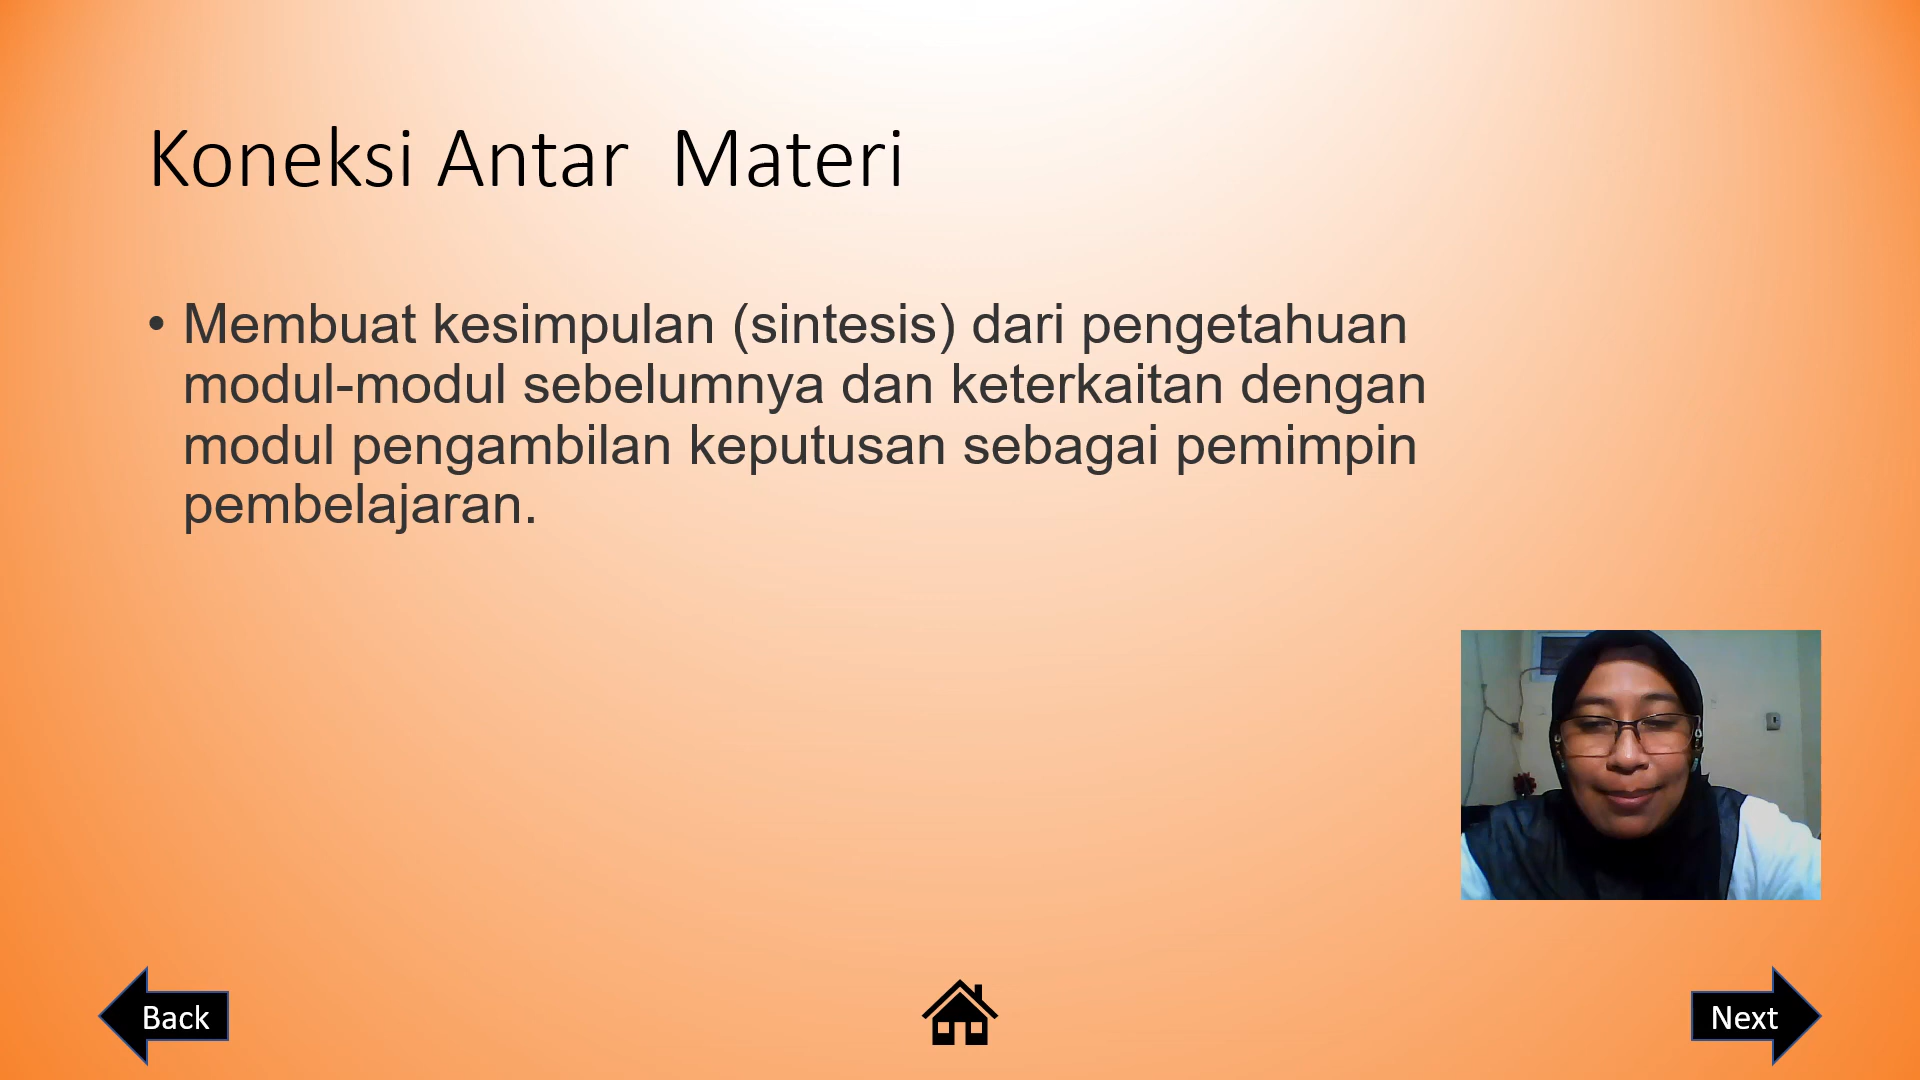 Koneksi Antar  Materi
• Membuat kesimpulan (sintesis) dari pengetahuan
modul-modul sebelumnya dan keterkaitan dengan
modul pengambilan keputusan sebagai pemimpin
pembelajaran.
Back
Next